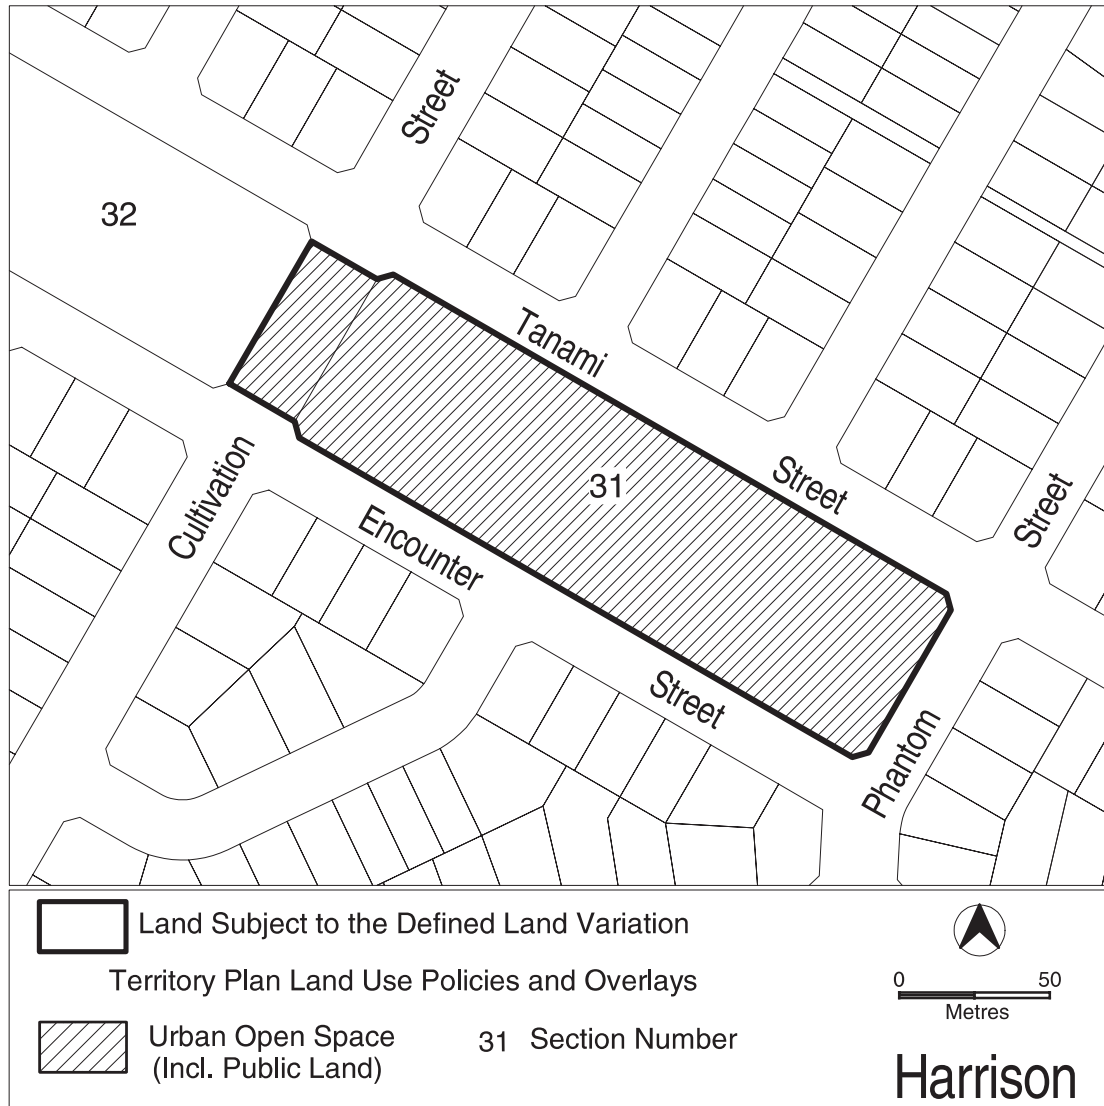 Street
32
Tanami
Street
31
Street
Cultivation
Encounter
Street
Phantom
Land Subject to the Defined Land Variation
Territory Plan Land Use Policies and Overlays
0 50
Metres
Urban Open Space
(Incl. Public Land)
31 Section Number
Harrison